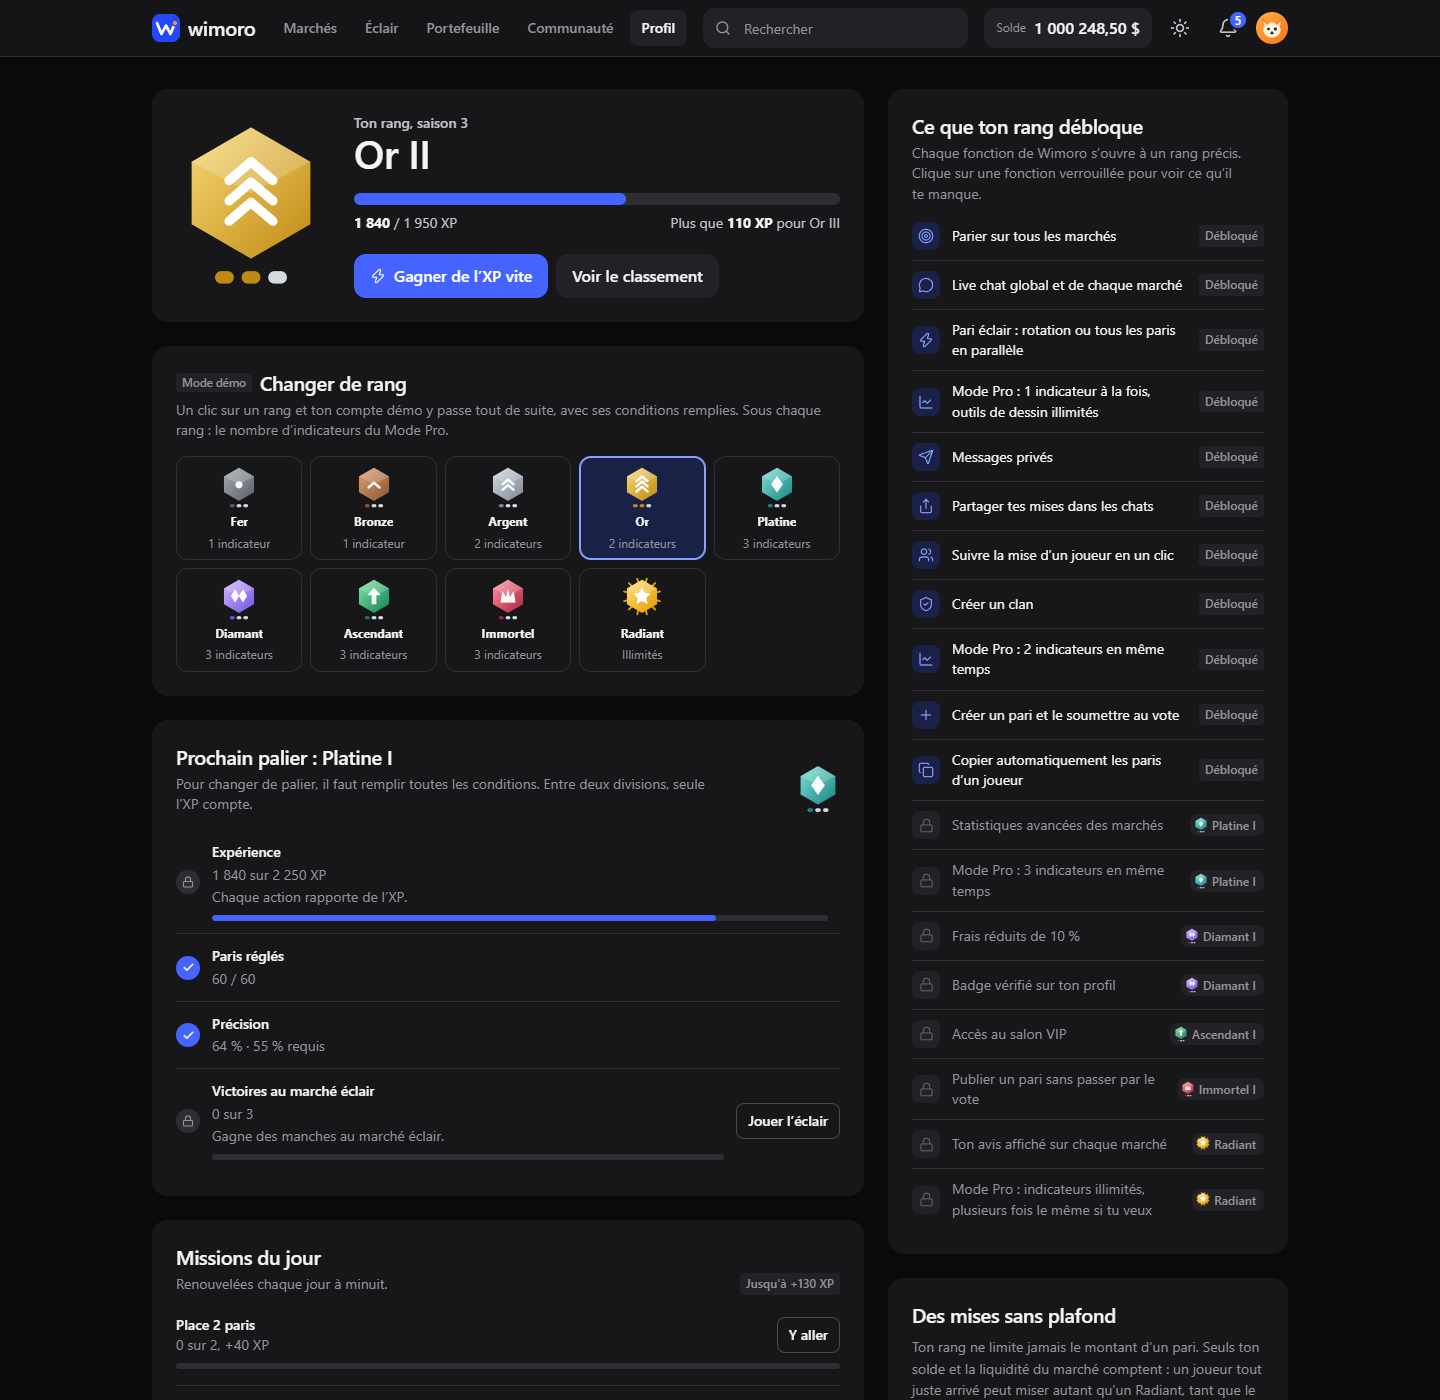 wimoro
Marchés
Éclair
Portefeuille
Communauté
Profil
Rechercher
Solde 1 000 248,50 $
5
Ton rang, saison 3
Or II
1 840 / 1 950 XP
Plus que 110 XP pour Or III
Gagner de l’XP vite
Voir le classement
Mode démo
Changer de rang
Un clic sur un rang et ton compte démo y passe tout de suite, avec ses conditions remplies. Sous chaque
rang : le nombre d’indicateurs du Mode Pro.
Fer
1 indicateur
Bronze
1 indicateur
Argent
2 indicateurs
Or
2 indicateurs
Platine
3 indicateurs
Diamant
3 indicateurs
Ascendant
3 indicateurs
Immortel
3 indicateurs
Radiant
Illimités
Prochain palier : Platine I
Pour changer de palier, il faut remplir toutes les conditions. Entre deux divisions, seule
l’XP compte.
Expérience
1 840 sur 2 250 XP
Chaque action rapporte de l’XP.
Paris réglés
60 / 60
Précision
64 % · 55 % requis
Victoires au marché éclair
0 sur 3
Gagne des manches au marché éclair.
Jouer l’éclair
Missions du jour
Renouvelées chaque jour à minuit.
Jusqu’à +130 XP
Place 2 paris
0 sur 2, +40 XP
Y aller
Ce que ton rang débloque
Chaque fonction de Wimoro s’ouvre à un rang précis.
Clique sur une fonction verrouillée pour voir ce qu’il
te manque.
Parier sur tous les marchés
Débloqué
Live chat global et de chaque marché
Débloqué
Pari éclair : rotation ou tous les paris
en parallèle
Débloqué
Mode Pro : 1 indicateur à la fois,
outils de dessin illimités
Débloqué
Messages privés
Débloqué
Partager tes mises dans les chats
Débloqué
Suivre la mise d’un joueur en un clic
Débloqué
Créer un clan
Débloqué
Mode Pro : 2 indicateurs en même
temps
Débloqué
Créer un pari et le soumettre au vote
Débloqué
Copier automatiquement les paris
d’un joueur
Débloqué
Statistiques avancées des marchés
Platine I
Mode Pro : 3 indicateurs en même
temps
Platine I
Frais réduits de 10 %
Diamant I
Badge vérifié sur ton profil
Diamant I
Accès au salon VIP
Ascendant I
Publier un pari sans passer par le
vote
Immortel I
Ton avis affiché sur chaque marché
Radiant
Mode Pro : indicateurs illimités,
plusieurs fois le même si tu veux
Radiant
Des mises sans plafond
Ton rang ne limite jamais le montant d’un pari. Seuls ton
solde et la liquidité du marché comptent : un joueur tout
juste arrivé peut miser autant qu’un Radiant, tant que le